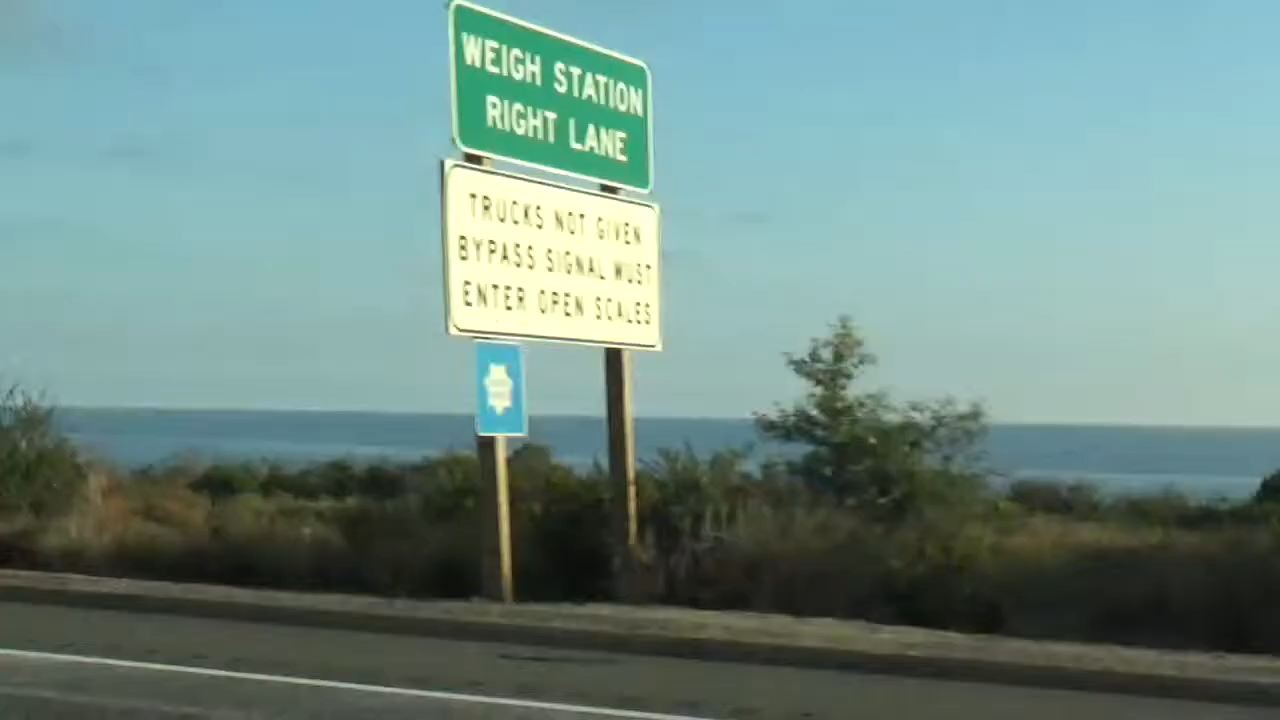 WEIGH STATION
RIGHT LANE
TRUCKS NOT GIVEN
BYPASS SIGNAL MUST
ENTER OPEN SCALES